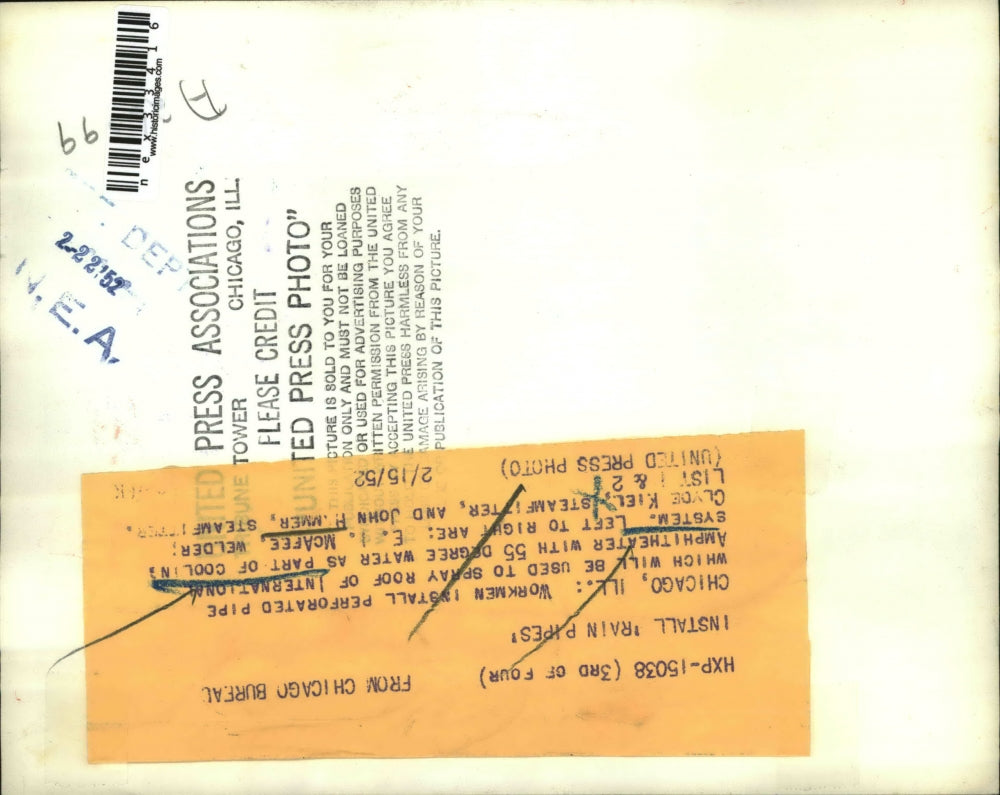 nex33416
www.historicimages.com
D
DEP
2-22'52
N.E.A.
PRESS ASSOCIATIONS
TOWER CHICAGO, ILL.
PLEASE CREDIT
UNITED PRESS PHOTO"
THIS PICTURE IS SOLD TO YOU FOR YOUR
ON ONLY AND MUST NOT BE LOANED
OR USED FOR ADVERTISING PURPOSES
WRITTEN PERMISSION FROM THE UNITED
ACCEPTING THIS PICTURE YOU AGREE
UNITED PRESS HARMLESS FROM ANY
DAMAGE ARISING BY REASON OF YOUR
PUBLICATION OF THIS PICTURE.
HXP-15038 (3RD OF FOUR) FROM CHICAGO BUREAU
INSTALL 'RAIN PIPES'
CHICAGO, ILL.: WORKMEN INSTALL PERFORATED PIPE
WHICH WILL BE USED TO SPRAY ROOF OF INTERNATIONAL
AMPHITHEATER WITH 55 DEGREE WATER AS PART OF COOLING
SYSTEM. LEFT TO RIGHT ARE: E. J. MCAFEE, WELDER;
CLYDE KIEL, STEAMFITTER, AND JOHN HAMMER, STEAMFITTER.
LIST 1 & 2
(UNITED PRESS PHOTO) 2/15/52